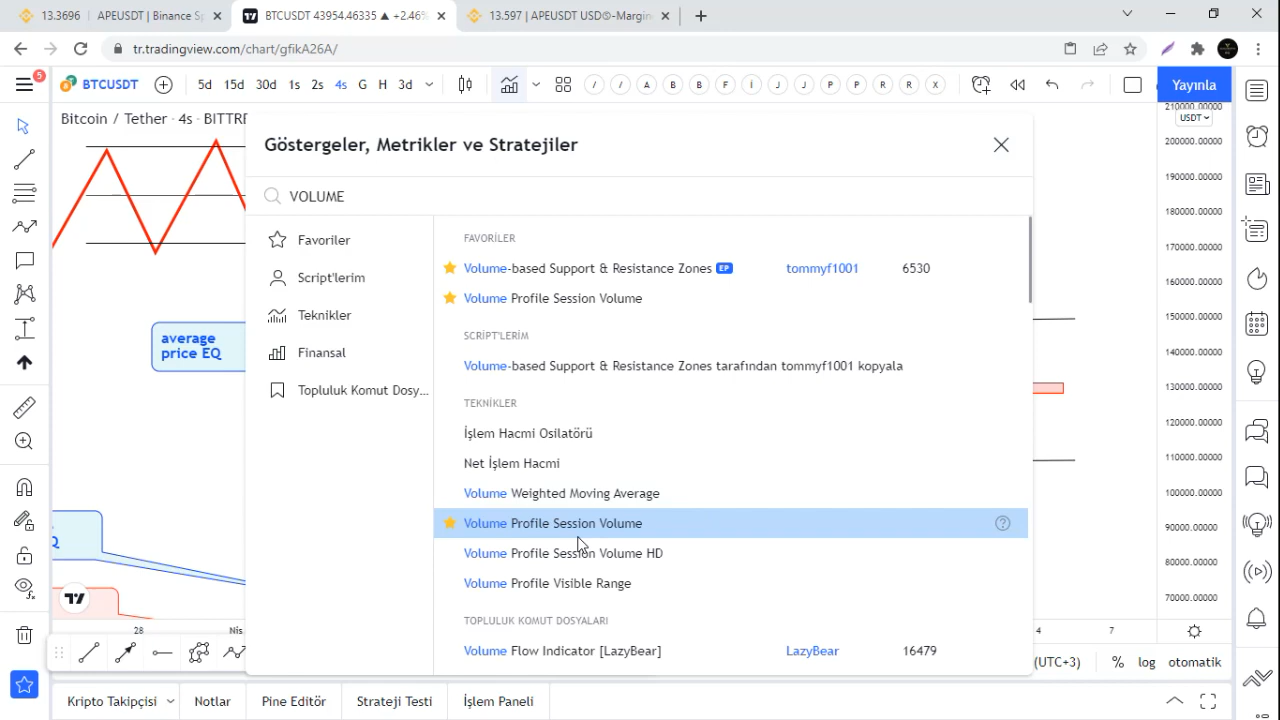 13.3696 | APEUSDT | Binance Sp
BTCUSDT 43954.46335 ▲ +2.46%
13.597 | APEUSDT USD®-Margin
tr.tradingview.com/chart/gfikA26A/
5
BTCUSDT
5d 15d 30d 1s 2s 4s G H 3d
/ / A B B F İ J J P P R R X
Yayınla
Bitcoin / Tether · 4s · BITTRE
average
price EQ
Q
28
Nis
Göstergeler, Metrikler ve Stratejiler
VOLUME
Favoriler
Script'lerim
Teknikler
Finansal
Topluluk Komut Dosy...
FAVORİLER
Volume-based Support & Resistance Zones EP tommyf1001 6530
Volume Profile Session Volume
SCRİPT'LERİM
Volume-based Support & Resistance Zones tarafından tommyf1001 kopyala
TEKNİKLER
İşlem Hacmi Osilatörü
Net İşlem Hacmi
Volume Weighted Moving Average
Volume Profile Session Volume
Volume Profile Session Volume HD
Volume Profile Visible Range
TOPLULUK KOMUT DOSYALARI
Volume Flow Indicator [LazyBear] LazyBear 16479
210000.00000
USDT
200000.00000
190000.00000
180000.00000
170000.00000
160000.00000
150000.00000
140000.00000
130000.00000
120000.00000
110000.00000
100000.00000
90000.00000
80000.00000
70000.00000
4
7
(UTC+3) % log otomatik
Kripto Takipçisi
Notlar
Pine Editör
Strateji Testi
İşlem Paneli